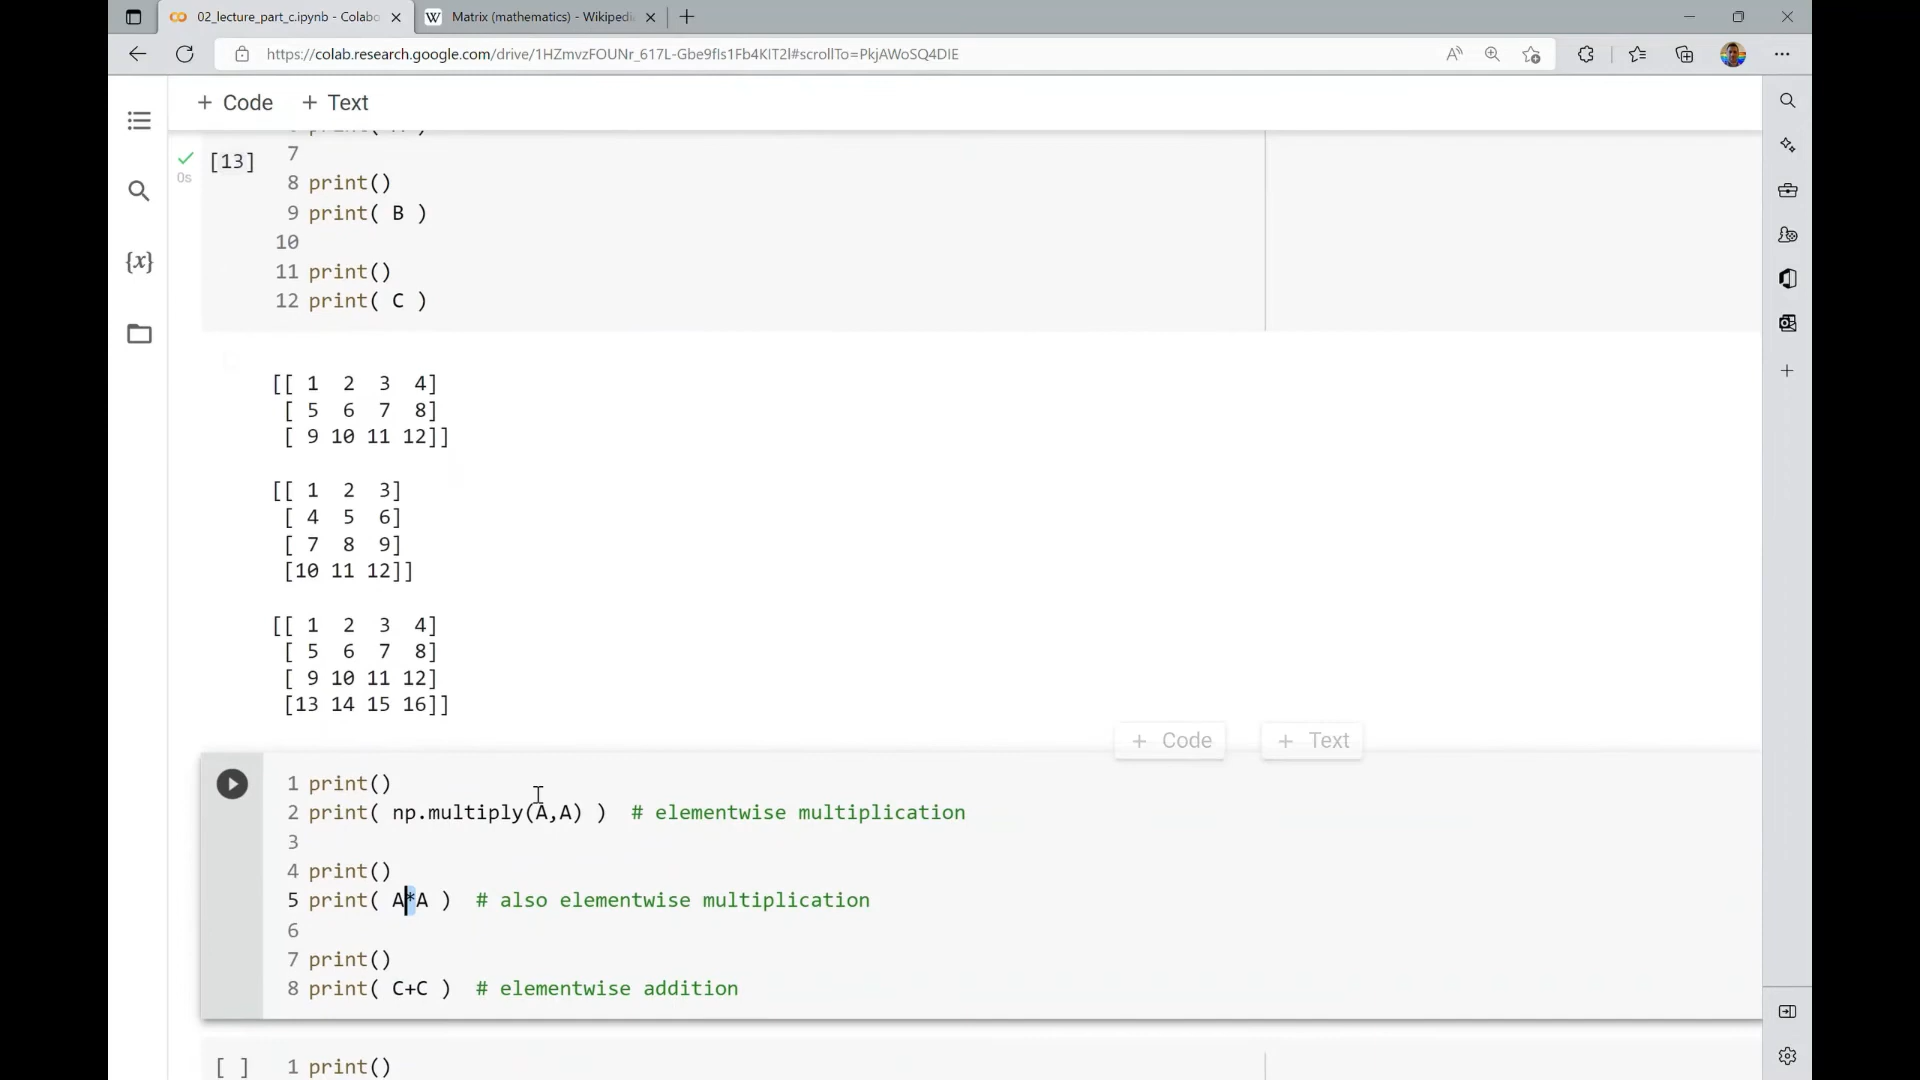 02_lecture_part_c.ipynb - Colabo
Matrix (mathematics) - Wikipedi
https://colab.research.google.com/drive/1HZmvzFOUNr_617L-Gbe9fIs1Fb4KIT2I#scrollTo=PkjAWoSQ4DIE
+ Code + Text
[13]
0s
7
8 print()
9 print( B )
10
11 print()
12 print( C )
[[ 1 2 3 4]
[ 5 6 7 8]
[ 9 10 11 12]]
[[ 1 2 3]
[ 4 5 6]
[ 7 8 9]
[10 11 12]]
[[ 1 2 3 4]
[ 5 6 7 8]
[ 9 10 11 12]
[13 14 15 16]]
+ Code + Text
1 print()
2 print( np.multiply(A,A) ) # elementwise multiplication
3
4 print()
5 print( A*A ) # also elementwise multiplication
6
7 print()
8 print( C+C ) # elementwise addition
[ ] 1 print()